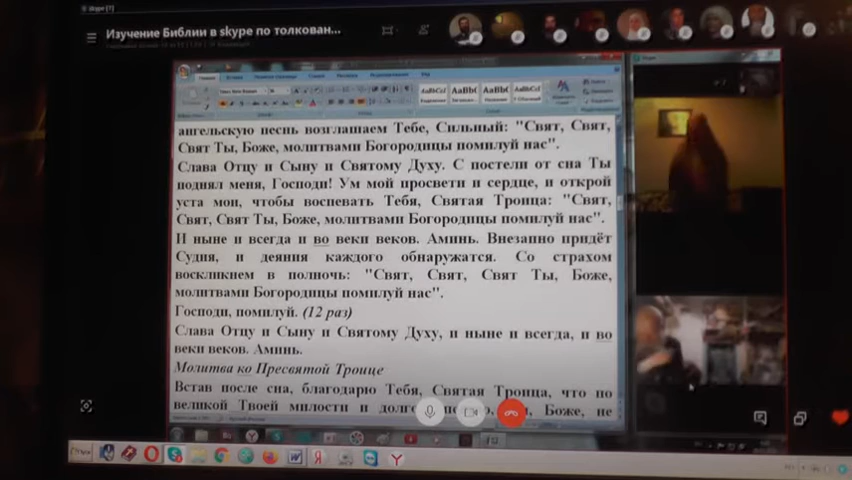 Skype [?]
Изучение Библии в skype по толкован...
ангельскую песнь возглашаем Тебе, Сильный: "Свят, Свят,
Свят Ты, Боже, молитвами Богородицы помилуй нас".
Слава Отцу и Сыну и Святому Духу. С постели от сна Ты
поднял меня, Господи! Ум мой просвети и сердце, и открой
уста мои, чтобы воспевать Тебя, Святая Троица: "Свят,
Свят, Свят Ты, Боже, молитвами Богородицы помилуй нас".
И ныне и всегда и во веки веков. Аминь. Внезапно придёт
Судия, и деяния каждого обнаружатся. Со страхом
воскликнем в полночь: "Свят, Свят, Свят Ты, Боже,
молитвами Богородицы помилуй нас".
Господи, помилуй. (12 раз)
Слава Отцу и Сыну и Святому Духу, и ныне и всегда, и во
веки веков. Аминь.
Молитва ко Пресвятой Троице
Встав после сна, благодарю Тебя, Святая Троица, что по
великой Твоей милости и Боже, не